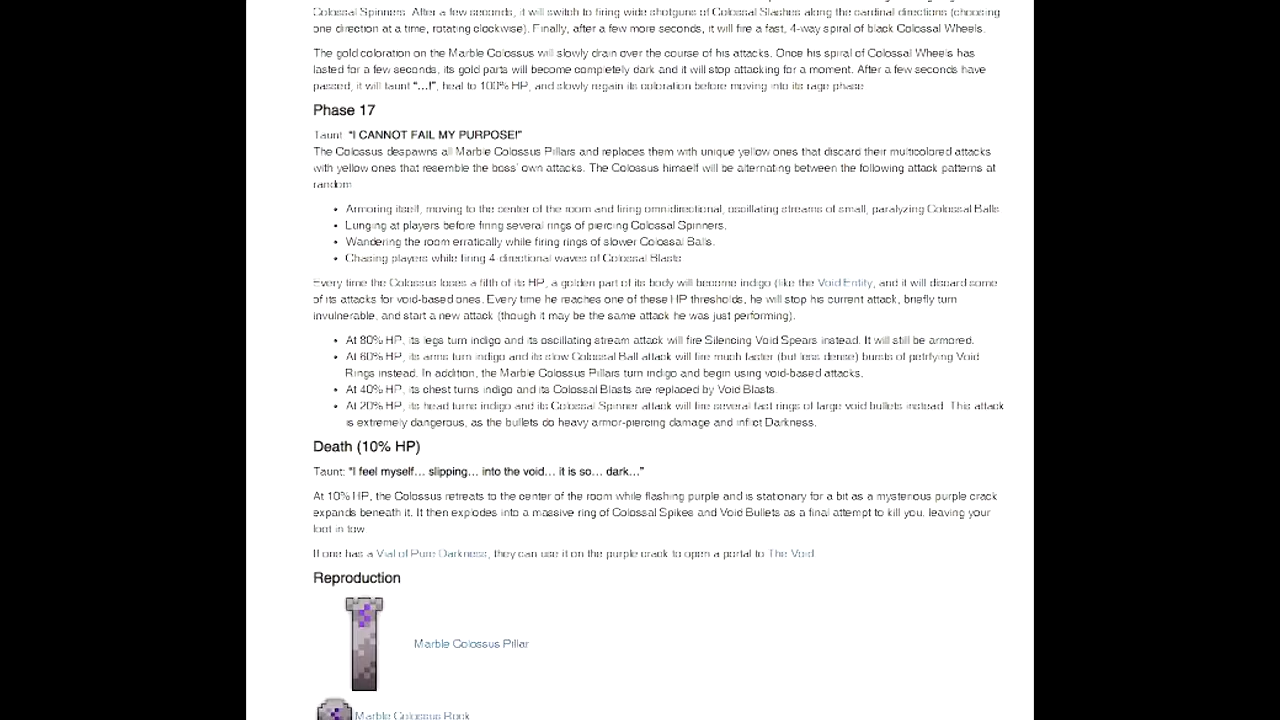 Colossal Spinners. After a few seconds, it will switch to firing wide shotguns of Colossal Slashes along the cardinal directions (choosing
one direction at a time, rotating clockwise). Finally, after a few more seconds, it will fire a fast, 4-way spiral of black Colossal Wheels.
The gold coloration on the Marble Colossus will slowly drain over the course of his attacks. Once his spiral of Colossal Wheels has
lasted for a few seconds, its gold parts will become completely dark and it will stop attacking for a moment. After a few seconds have
passed, it will taunt “...!”, heal to 100% HP, and slowly regain its coloration before moving into its rage phase.
Phase 17
Taunt: “I CANNOT FAIL MY PURPOSE!”
The Colossus despawns all Marble Colossus Pillars and replaces them with unique yellow ones that discard their multicolored attacks
with yellow ones that resemble the boss’ own attacks. The Colossus himself will be alternating between the following attack patterns at
random:
• Armoring itself, moving to the center of the room and firing omnidirectional, oscillating streams of small, paralyzing Colossal Balls.
• Lunging at players before firing several rings of piercing Colossal Spinners.
• Wandering the room erratically while firing rings of slower Colossal Balls.
• Chasing players while firing 4-directional waves of Colossal Blasts.
Every time the Colossus loses a fifth of its HP, a golden part of its body will become indigo (like the Void Entity, and it will discard some
of its attacks for void-based ones. Every time he reaches one of these HP thresholds, he will stop his current attack, briefly turn
invulnerable, and start a new attack (though it may be the same attack he was just performing).
• At 80% HP, its legs turn indigo and its oscillating stream attack will fire Silencing Void Spears instead. It will still be armored.
• At 60% HP, its arms turn indigo and its slow Colossal Ball attack will fire much faster (but less dense) bursts of petrifying Void
Rings instead. In addition, the Marble Colossus Pillars turn indigo and begin using void-based attacks.
• At 40% HP, its chest turns indigo and its Colossal Blasts are replaced by Void Blasts.
• At 20% HP, its head turns indigo and its Colossal Spinner attack will fire several fast rings of large void bullets instead. This attack
is extremely dangerous, as the bullets do heavy armor-piercing damage and inflict Darkness.
Death (10% HP)
Taunt: “I feel myself... slipping... into the void... it is so... dark...”
At 10% HP, the Colossus retreats to the center of the room while flashing purple and is stationary for a bit as a mysterious purple crack
expands beneath it. It then explodes into a massive ring of Colossal Spikes and Void Bullets as a final attempt to kill you, leaving your
loot in tow.
If one has a Vial of Pure Darkness, they can use it on the purple crack to open a portal to The Void.
Reproduction
Marble Colossus Pillar
Marble Colossus Rock